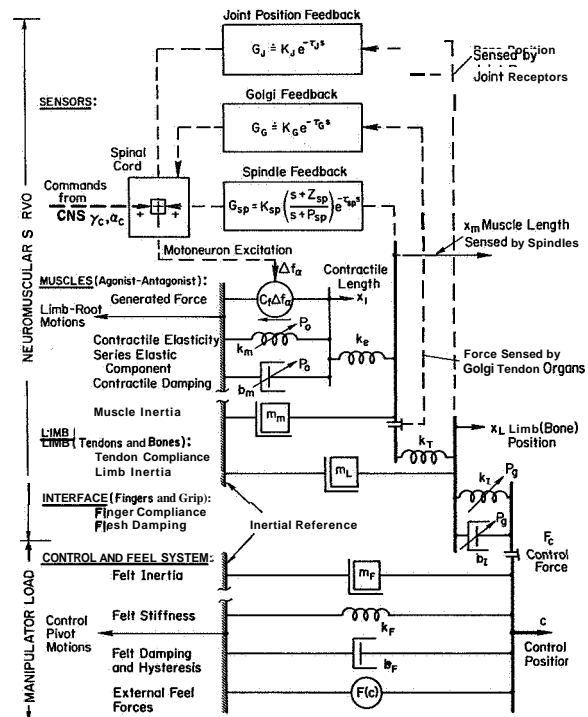 Joint Position Feedback
G_J ≐ K_J e^{-τ_J s}
Sensed by
Joint Receptors
SENSORS:
Golgi Feedback
G_G ≐ K_G e^{-τ_G s}
Spinal
Cord
Spindle Feedback
Commands
from
CNS γ_c, α_c
+ +
G_sp = K_sp (s + Z_sp / s + P_sp) e^{-τ_sp s}
x_m Muscle Length
Sensed by Spindles
Motoneuron Excitation
Δf_α
NEUROMUSCULAR S RVO
MUSCLES (Agonist-Antagonist):
Contractile
Length
Generated Force
C_f Δf_α
x_1
Limb-Root
Motions
P_o
Contractile Elasticity
k_m
k_e
Series Elastic
Component
P_o
Contractile Damping
b_m
Force Sensed by
Golgi Tendon Organs
Muscle Inertia
m_m
LIMB
LIMB (Tendons and Bones):
k_T
x_L Limb (Bone)
Position
Tendon Compliance
Limb Inertia
m_L
k_I
P_g
INTERFACE (Fingers and Grip):
Finger Compliance
Flesh Damping
Inertial Reference
P_g
b_I
F_c
Control
Force
MANIPULATOR LOAD
CONTROL AND FEEL SYSTEM:
Felt Inertia
m_F
Felt Stiffness
k_F
Control
Pivot
Motions
c
Control
Position
Felt Damping
and Hysteresis
b_F
External Feel
Forces
F(c)